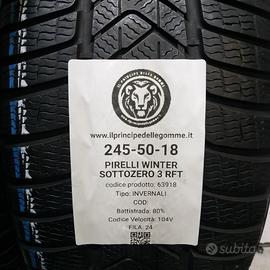 IL PRINCIPE DELLE GOMME
www.ilprincipedellegomme.it
245-50-18
PIRELLI WINTER
SOTTOZERO 3 RFT
codice prodotto: 63918
Tipo: INVERNALI
COD:
Battistrada: 80%
Codice Velocità: 104V
FILA: 24
subito